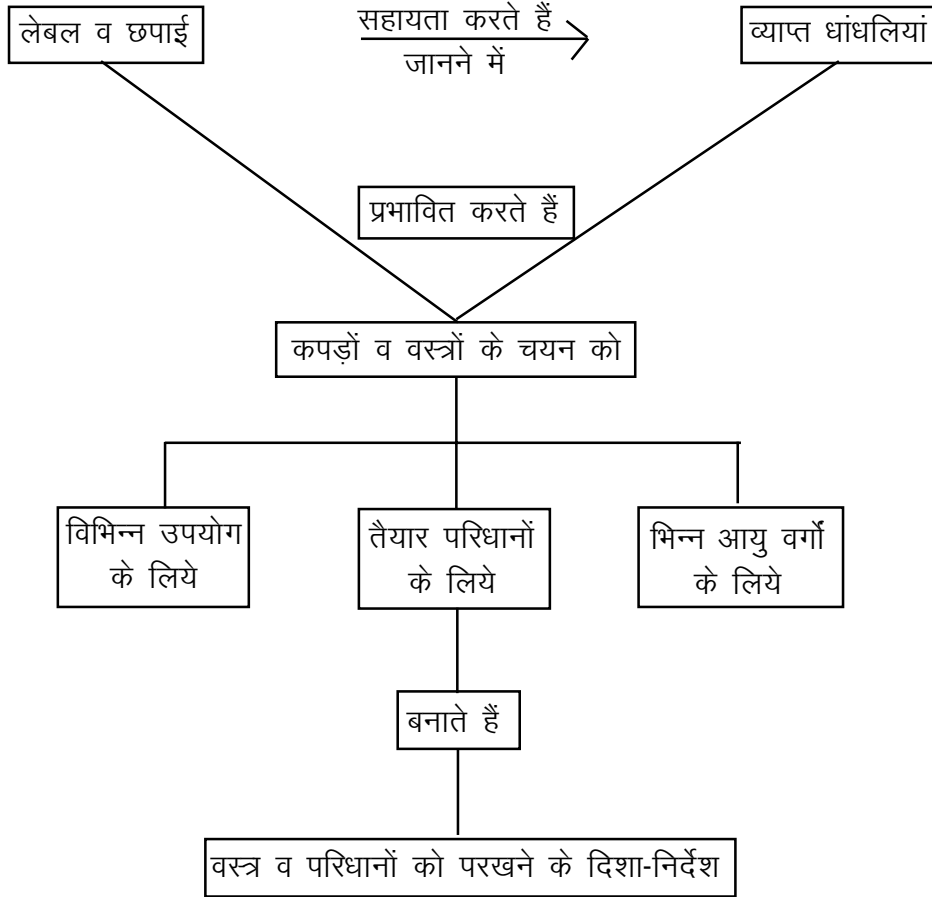 लेबल व छपाई
सहायता करते हैं
जानने में
व्याप्त धांधलियां
प्रभावित करते हैं
कपड़ों व वस्त्रों के चयन को
विभिन्न उपयोग
के लिये
तैयार परिधानों
के लिये
भिन्न आयु वर्गों
के लिये
बनाते हैं
वस्त्र व परिधानों को परखने के दिशा-निर्देश